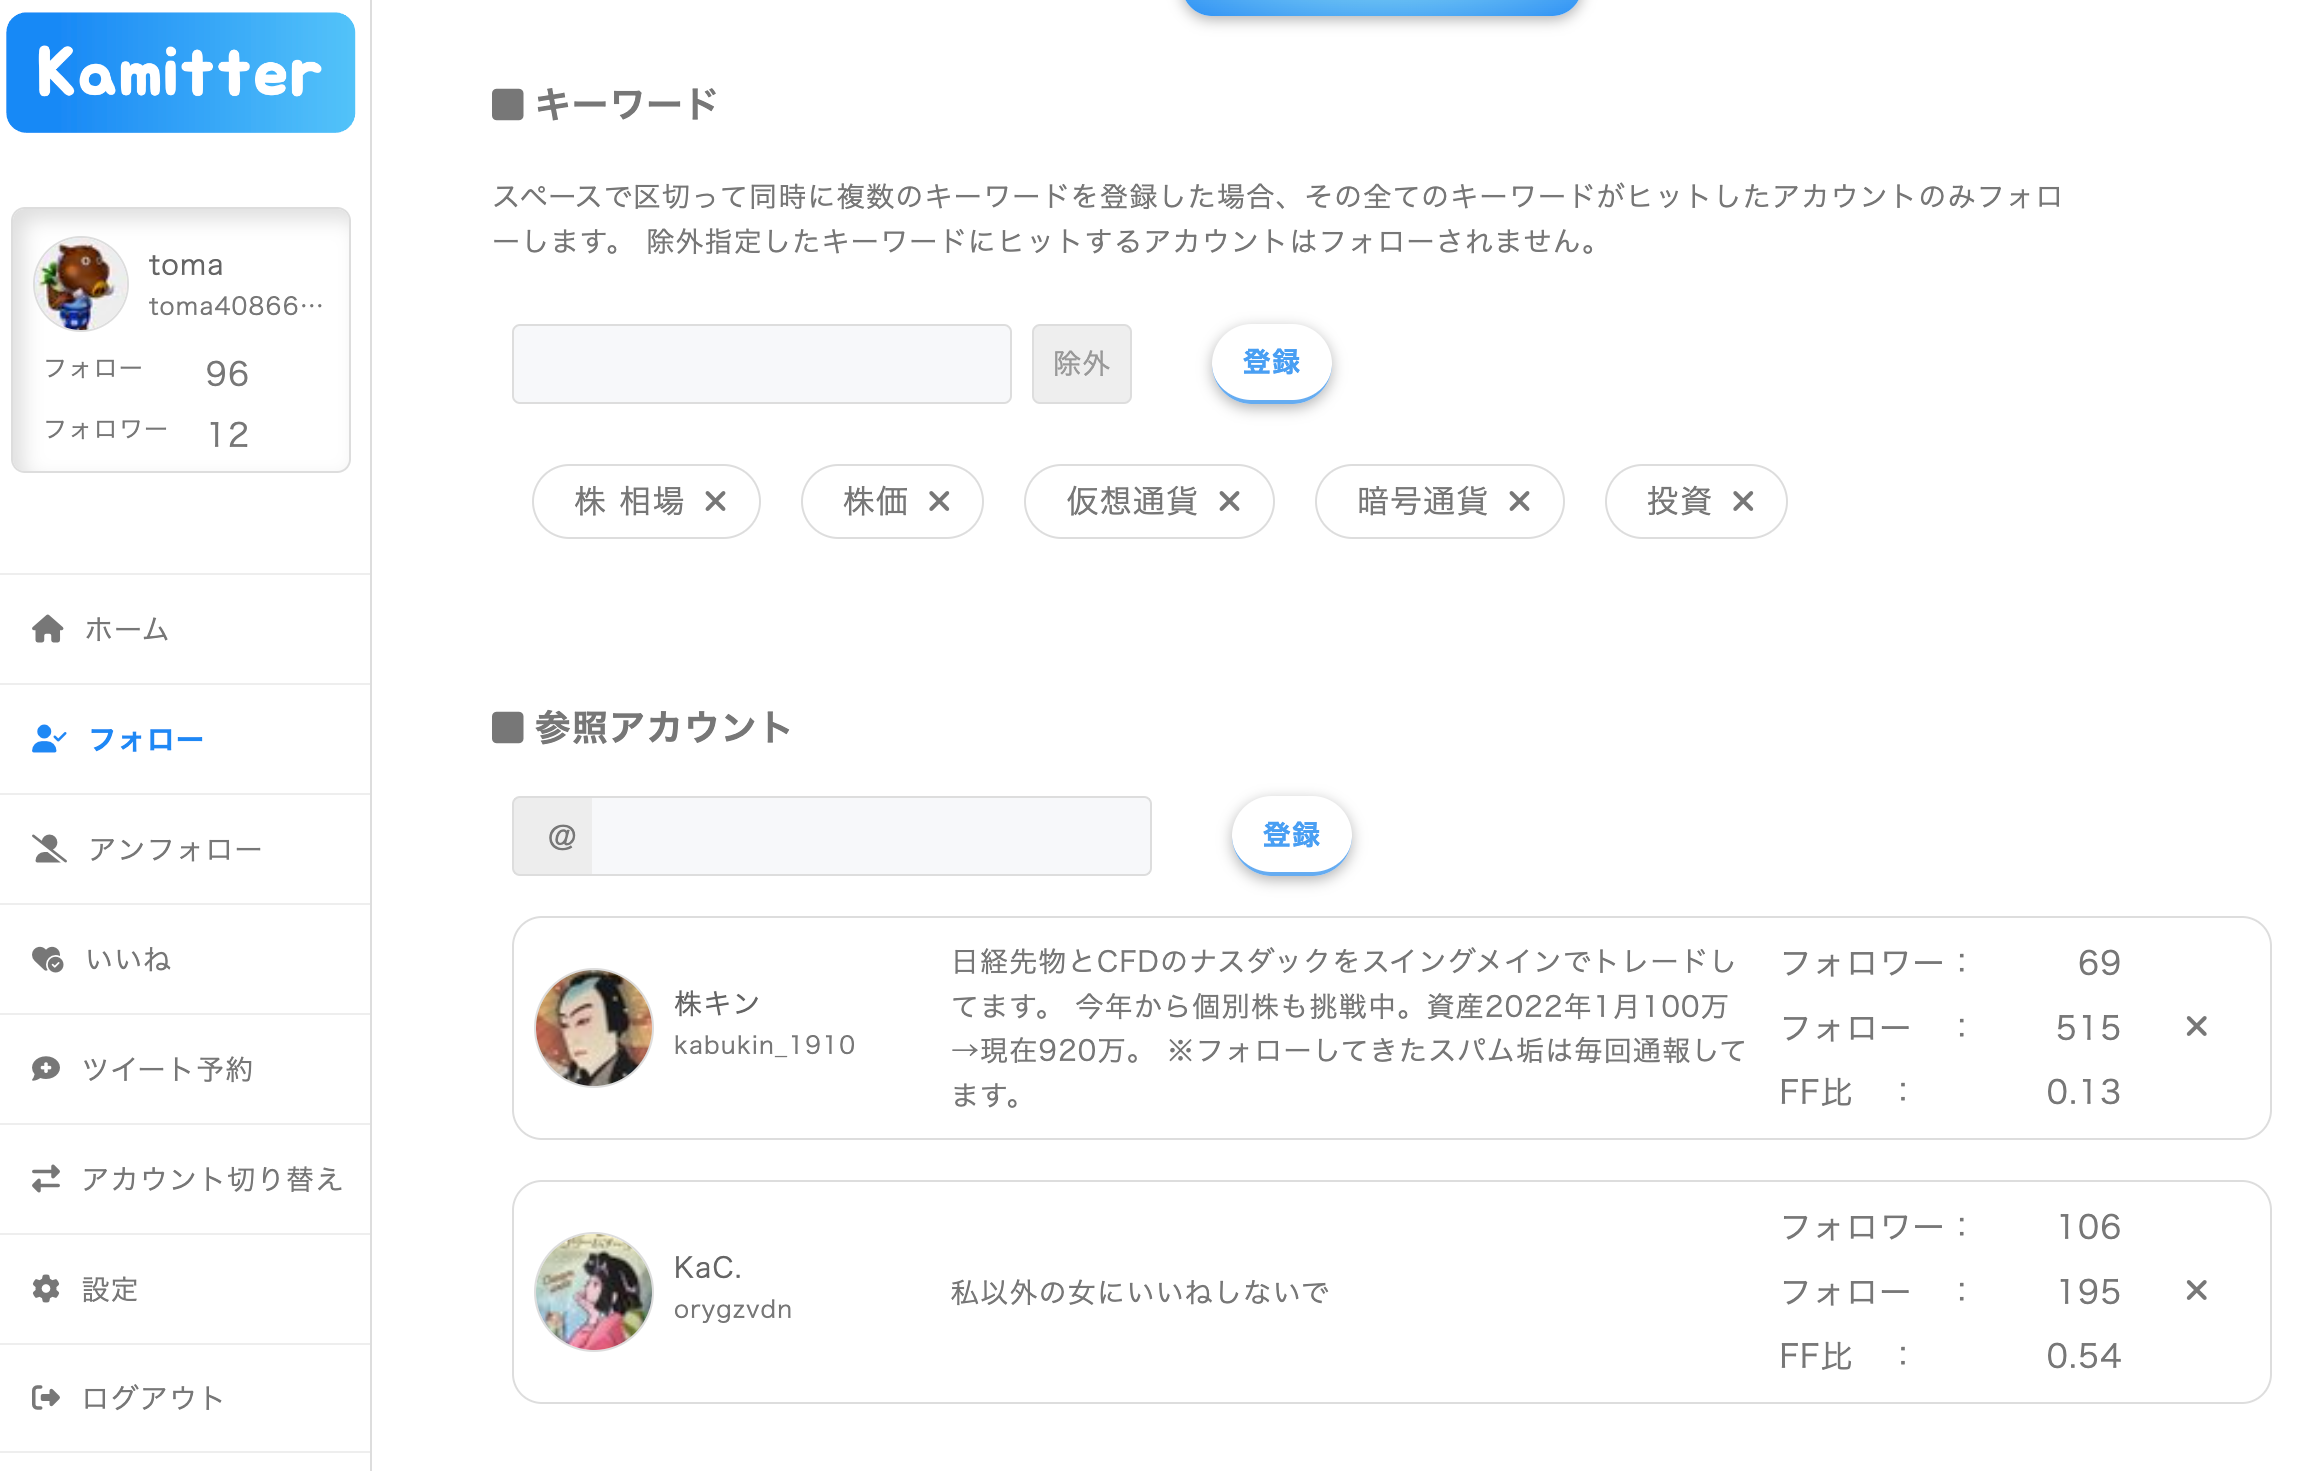 Kamitter
toma
toma40866…
フォロー 96
フォロワー 12
ホーム
フォロー
アンフォロー
いいね
ツイート予約
アカウント切り替え
設定
ログアウト
キーワード
スペースで区切って同時に複数のキーワードを登録した場合、その全てのキーワードがヒットしたアカウントのみフォロ
ーします。 除外指定したキーワードにヒットするアカウントはフォローされません。
除外 登録
株 相場 × 株価 × 仮想通貨 × 暗号通貨 × 投資 ×
参照アカウント
@ 登録
株キン
kabukin_1910
日経先物とCFDのナスダックをスイングメインでトレードし
てます。 今年から個別株も挑戦中。資産2022年1月100万
→現在920万。 ※フォローしてきたスパム垢は毎回通報して
ます。
フォロワー： 69
フォロー ： 515
FF比 ： 0.13
×
KaC.
orygzvdn
私以外の女にいいねしないで
フォロワー： 106
フォロー ： 195
FF比 ： 0.54
×